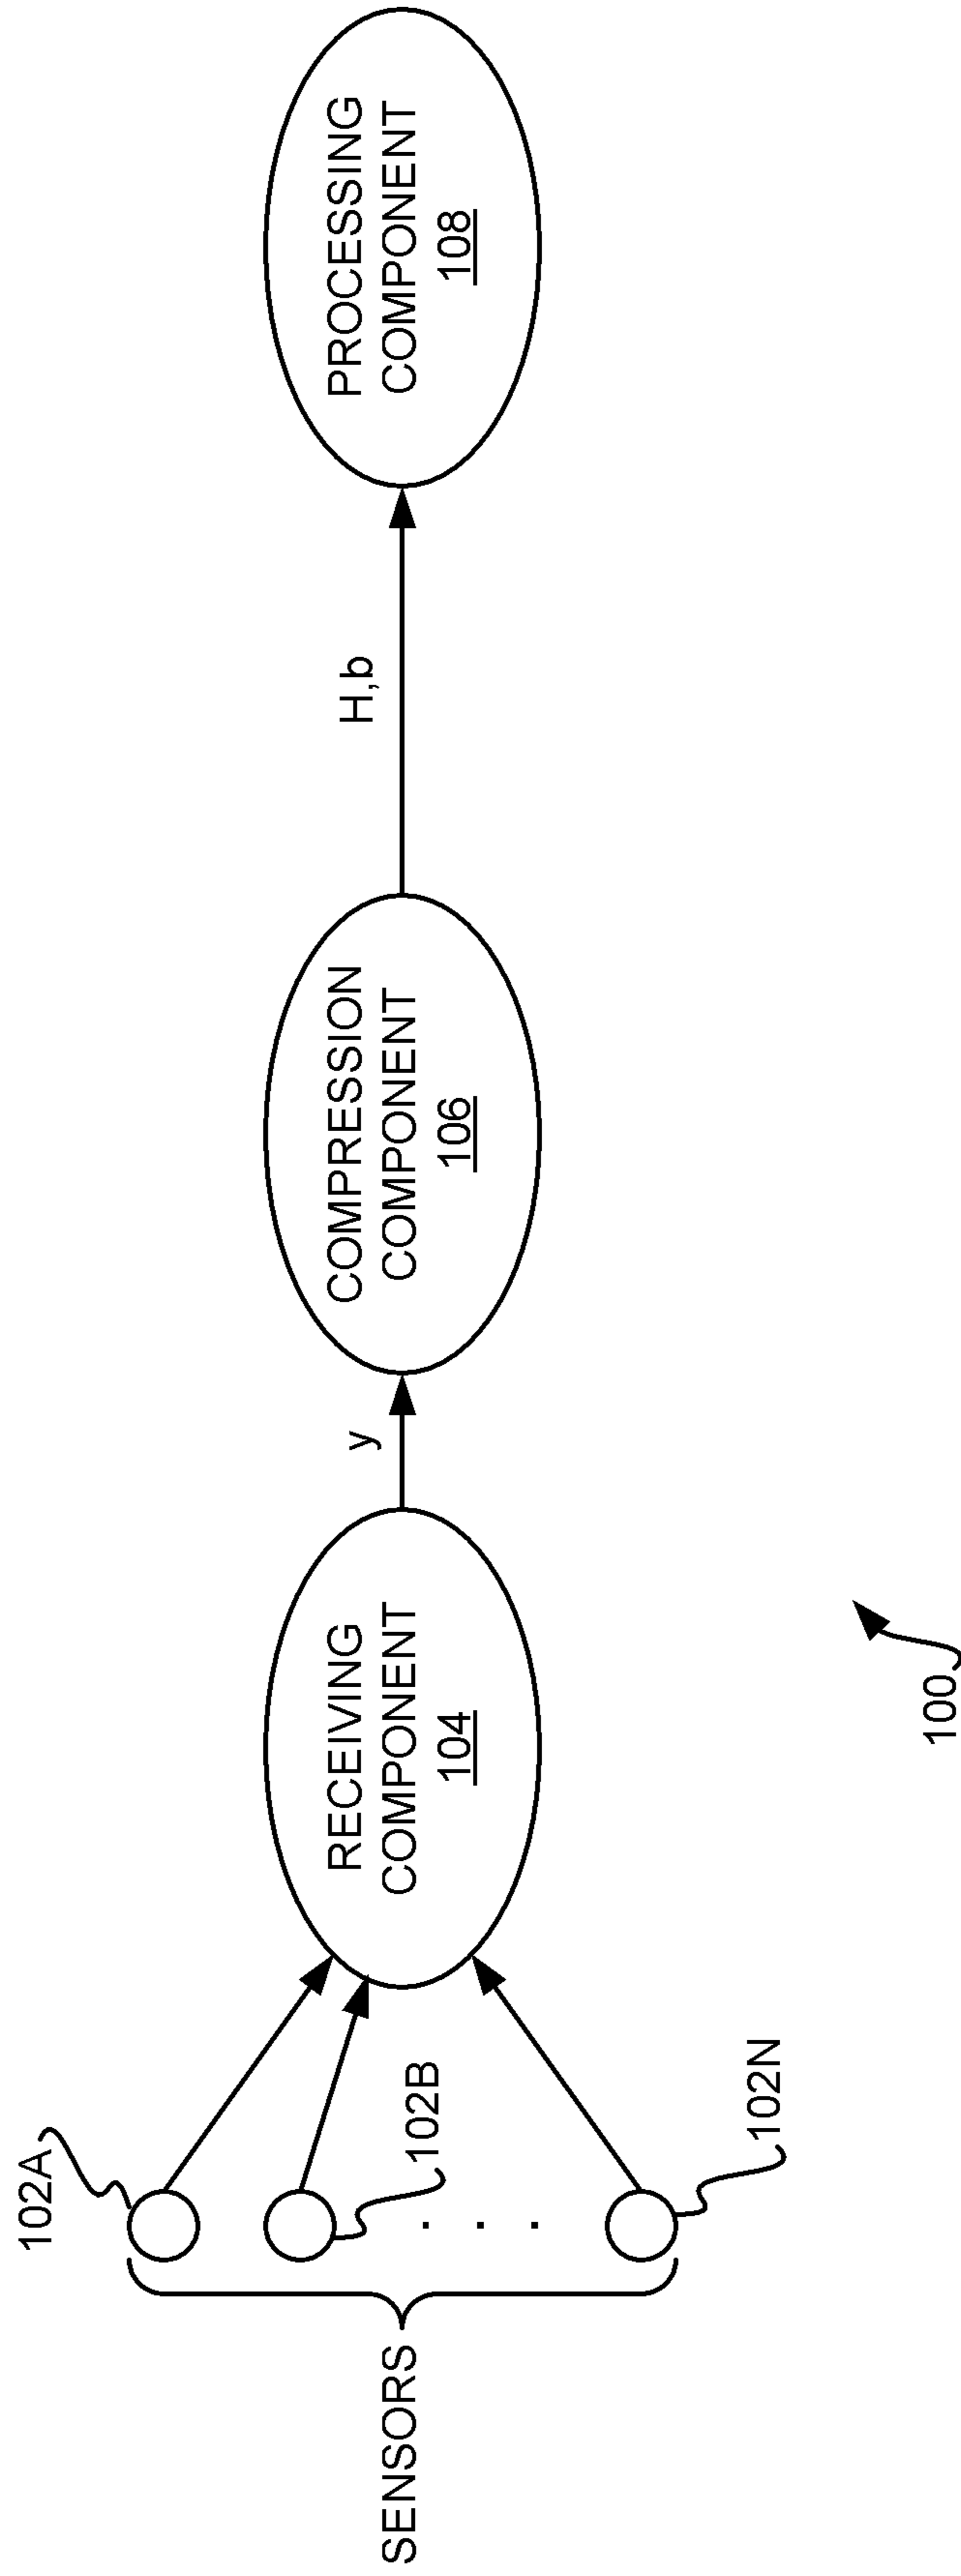 SENSORS
102A
102B
. . .
102N
RECEIVING
COMPONENT
104
y
COMPRESSION
COMPONENT
106
H,b
PROCESSING
COMPONENT
108
100